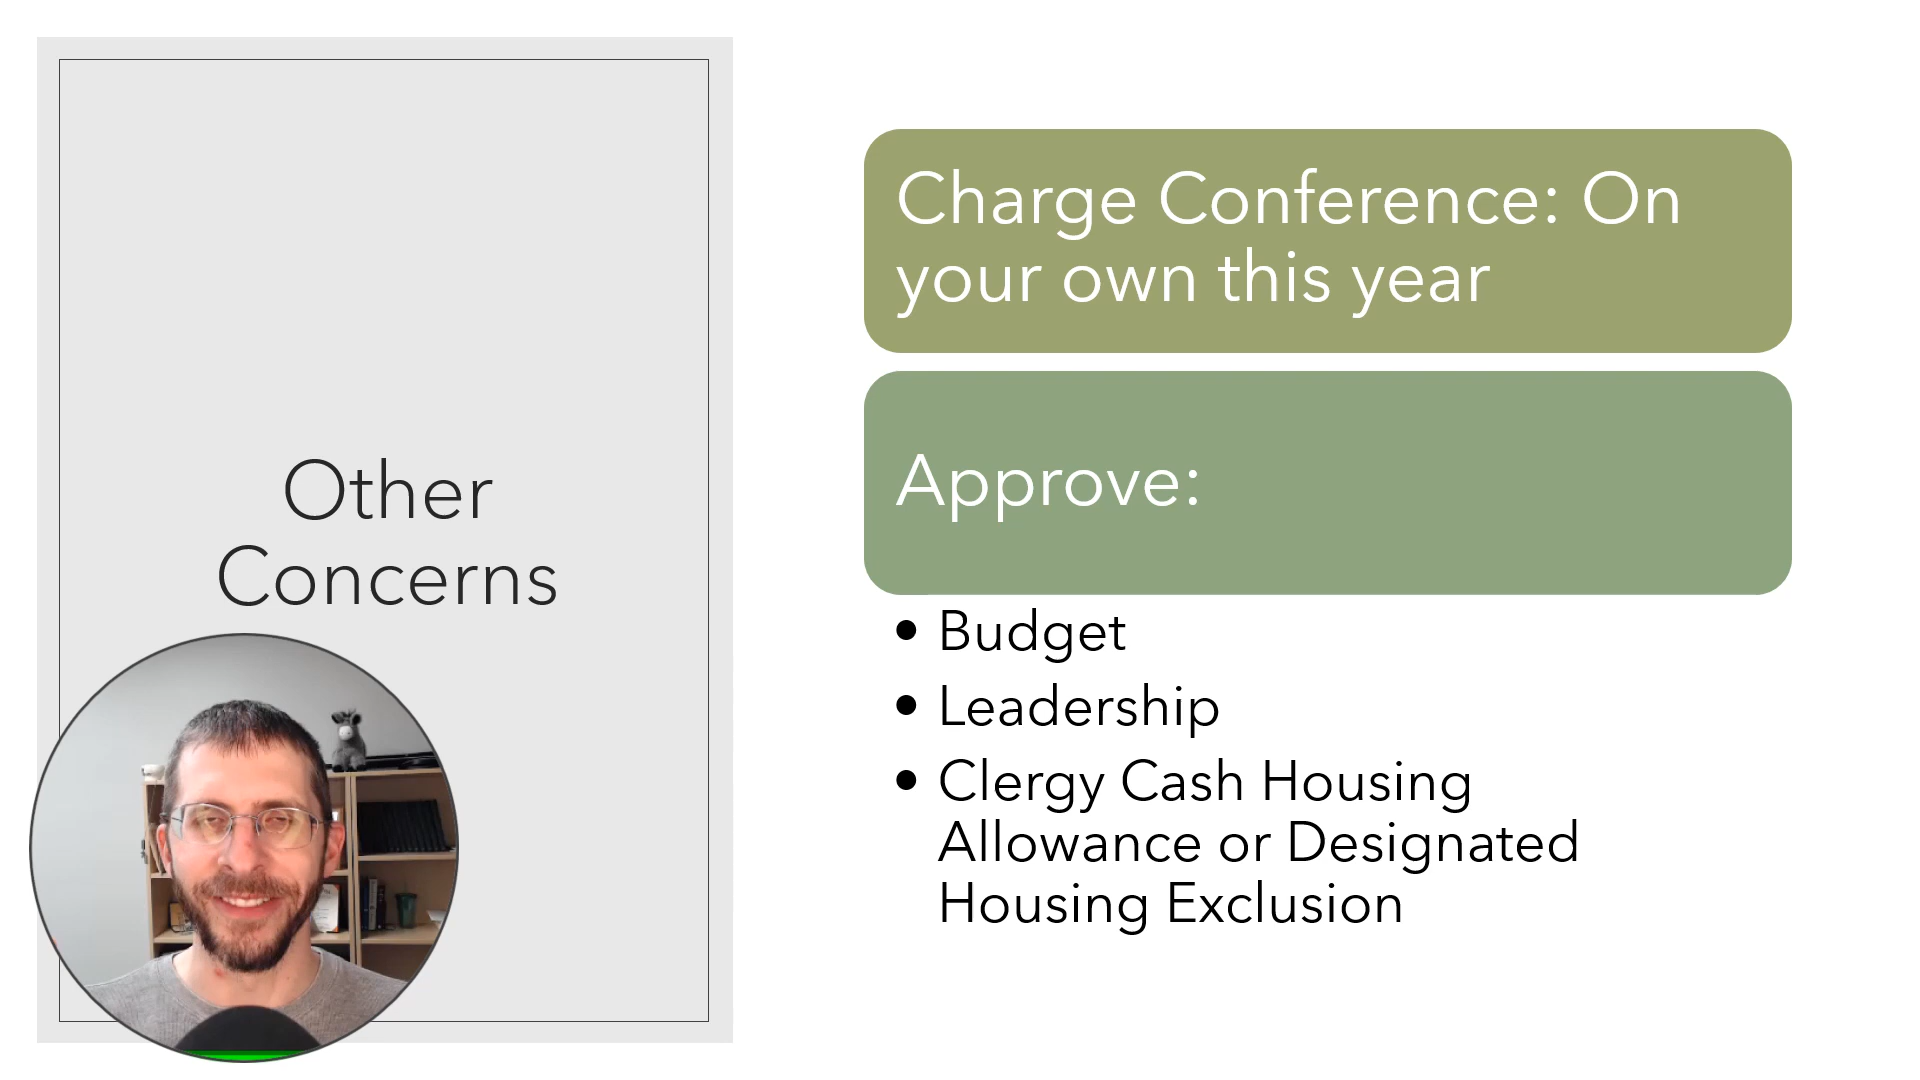 Other
Concerns
Charge Conference: On
your own this year
Approve:
• Budget
• Leadership
• Clergy Cash Housing
Allowance or Designated
Housing Exclusion